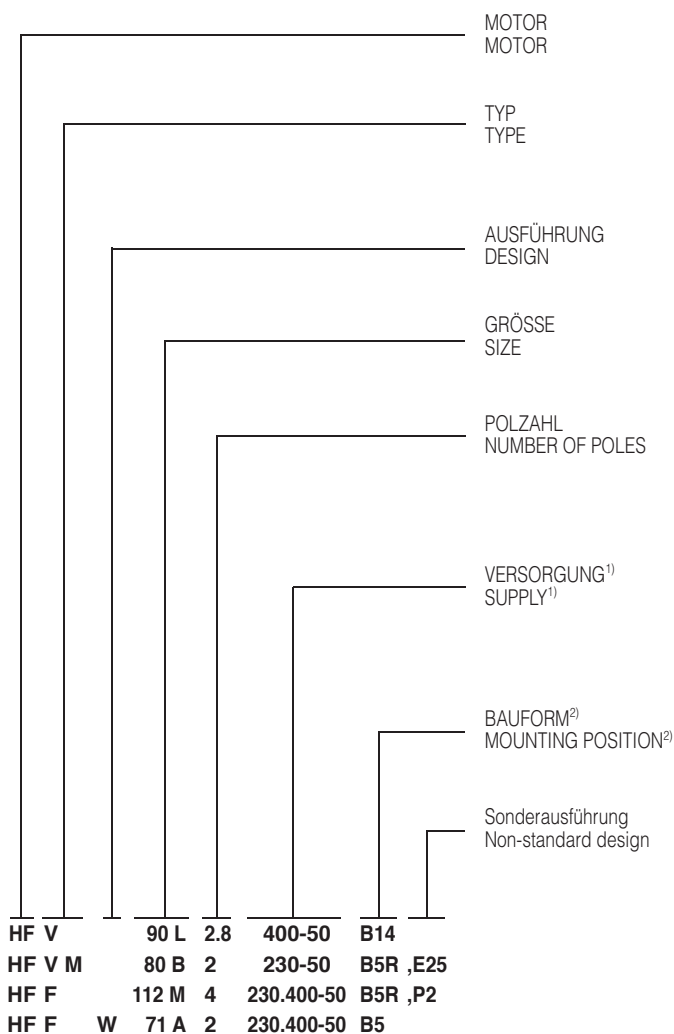 MOTOR
MOTOR
TYP
TYPE
AUSFÜHRUNG
DESIGN
GRÖSSE
SIZE
POLZAHL
NUMBER OF POLES
VERSORGUNG1)
SUPPLY1)
BAUFORM2)
MOUNTING POSITION2)
Sonderausführung
Non-standard design
HF V 90 L 2.8 400-50 B14
HF V M 80 B 2 230-50 B5R ,E25
HF F 112 M 4 230.400-50 B5R ,P2
HF F W 71 A 2 230.400-50 B5